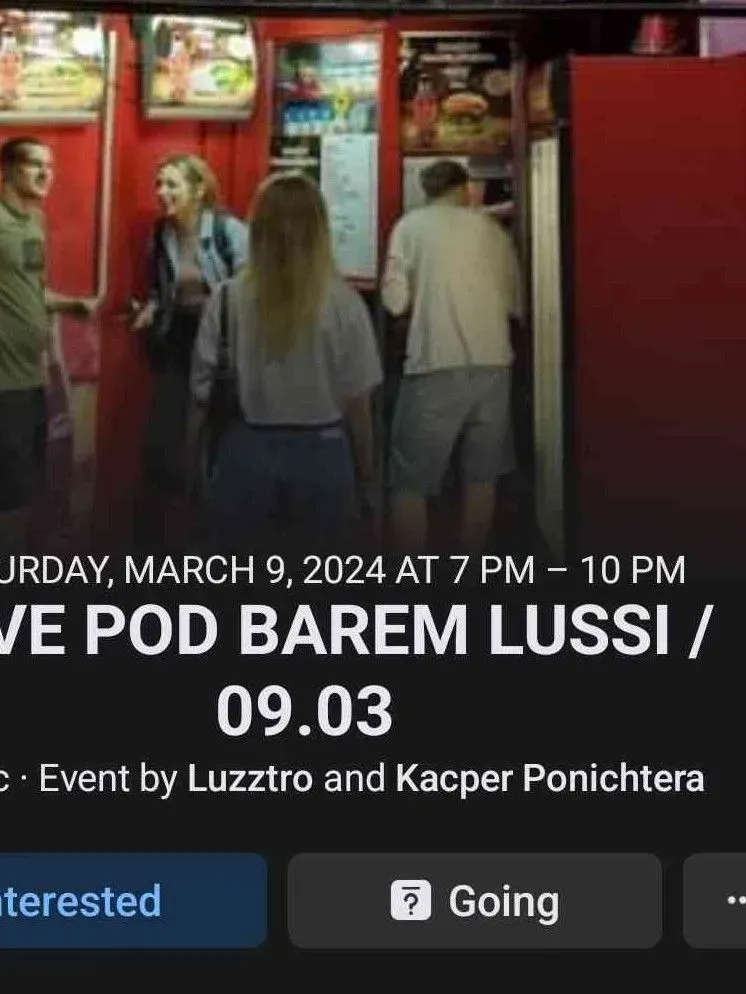 URDAY, MARCH 9, 2024 AT 7 PM – 10 PM
VE POD BAREM LUSSI /
09.03
c · Event by Luzztro and Kacper Ponichtera
nterested
? Going